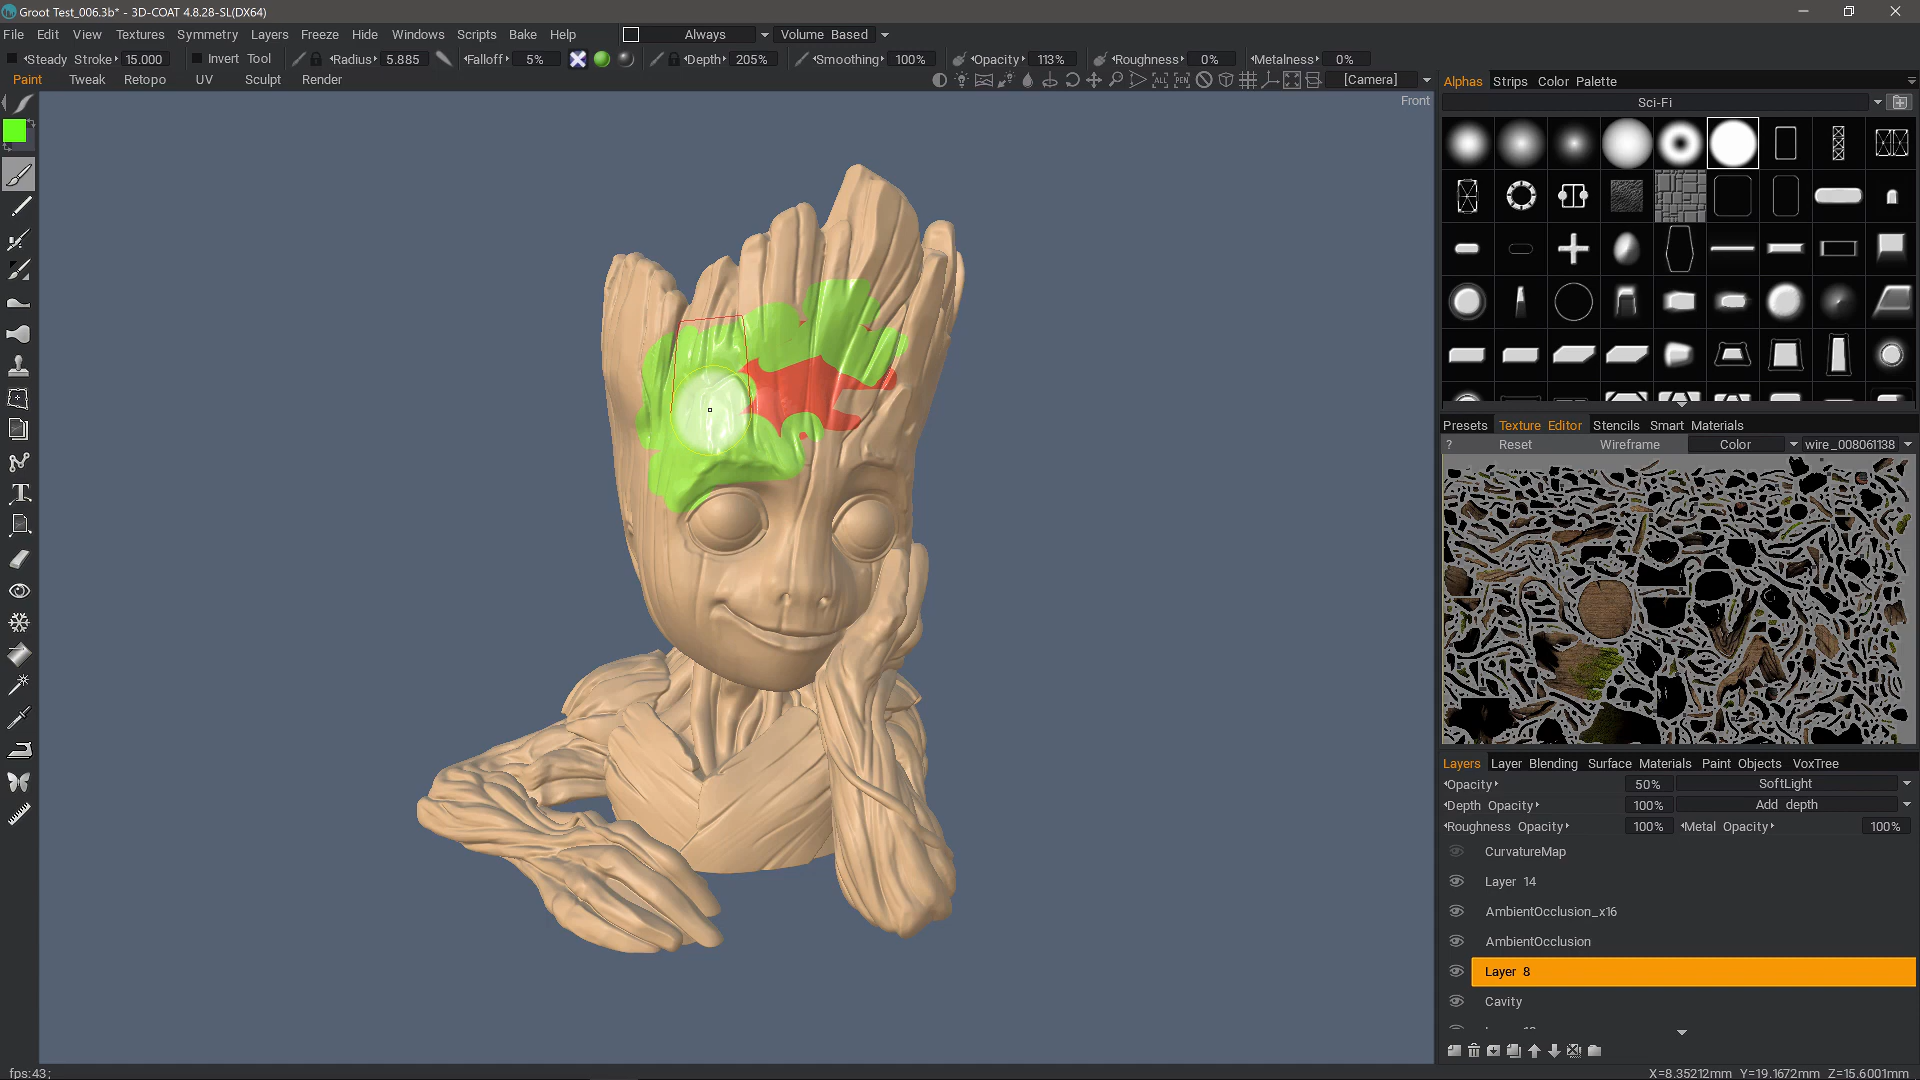 Groot Test_006.3b* - 3D-COAT 4.8.28-SL(DX64)
File Edit View Textures Symmetry Layers Freeze Hide Windows Scripts Bake Help Always Volume Based
Steady Stroke 15.000 Invert Tool Radius 5.885 Falloff 5% Depth 205% Smoothing 100% Opacity 113% Roughness 0% Metalness 0%
Paint Tweak Retopo UV Sculpt Render ALL PEN [Camera]
Front
Alphas Strips Color Palette
Sci-Fi
Presets Texture Editor Stencils Smart Materials
? Reset Wireframe Color wire_008061138
Layers Layer Blending Surface Materials Paint Objects VoxTree
Opacity 50% SoftLight
Depth Opacity 100% Add depth
Roughness Opacity 100% Metal Opacity 100%
CurvatureMap
Layer 14
AmbientOcclusion_x16
AmbientOcclusion
Layer 8
Cavity
fps:43; X=8.35212mm Y=19.1672mm Z=15.6001mm